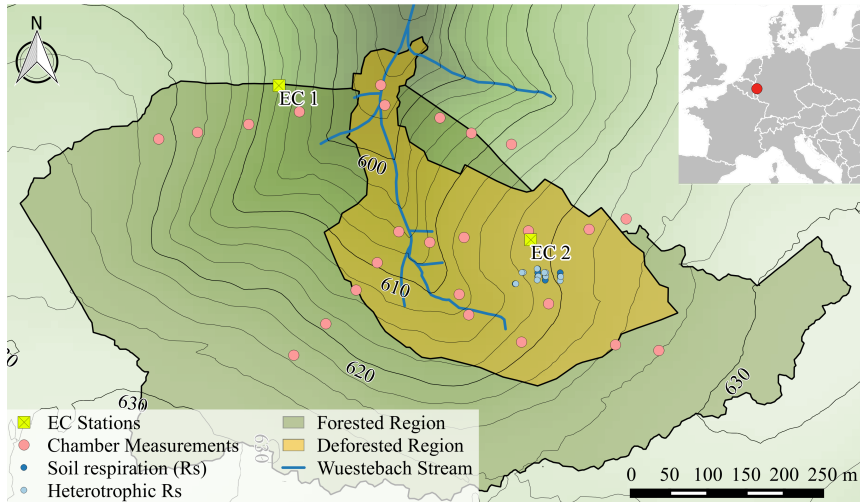 N
EC 1
600
EC 2
610
620
630
630
630
EC Stations
Forested Region
Chamber Measurements
Deforested Region
Soil respiration (Rs)
Wuestebach Stream
Heterotrophic Rs
0 50 100 150 200 250 m